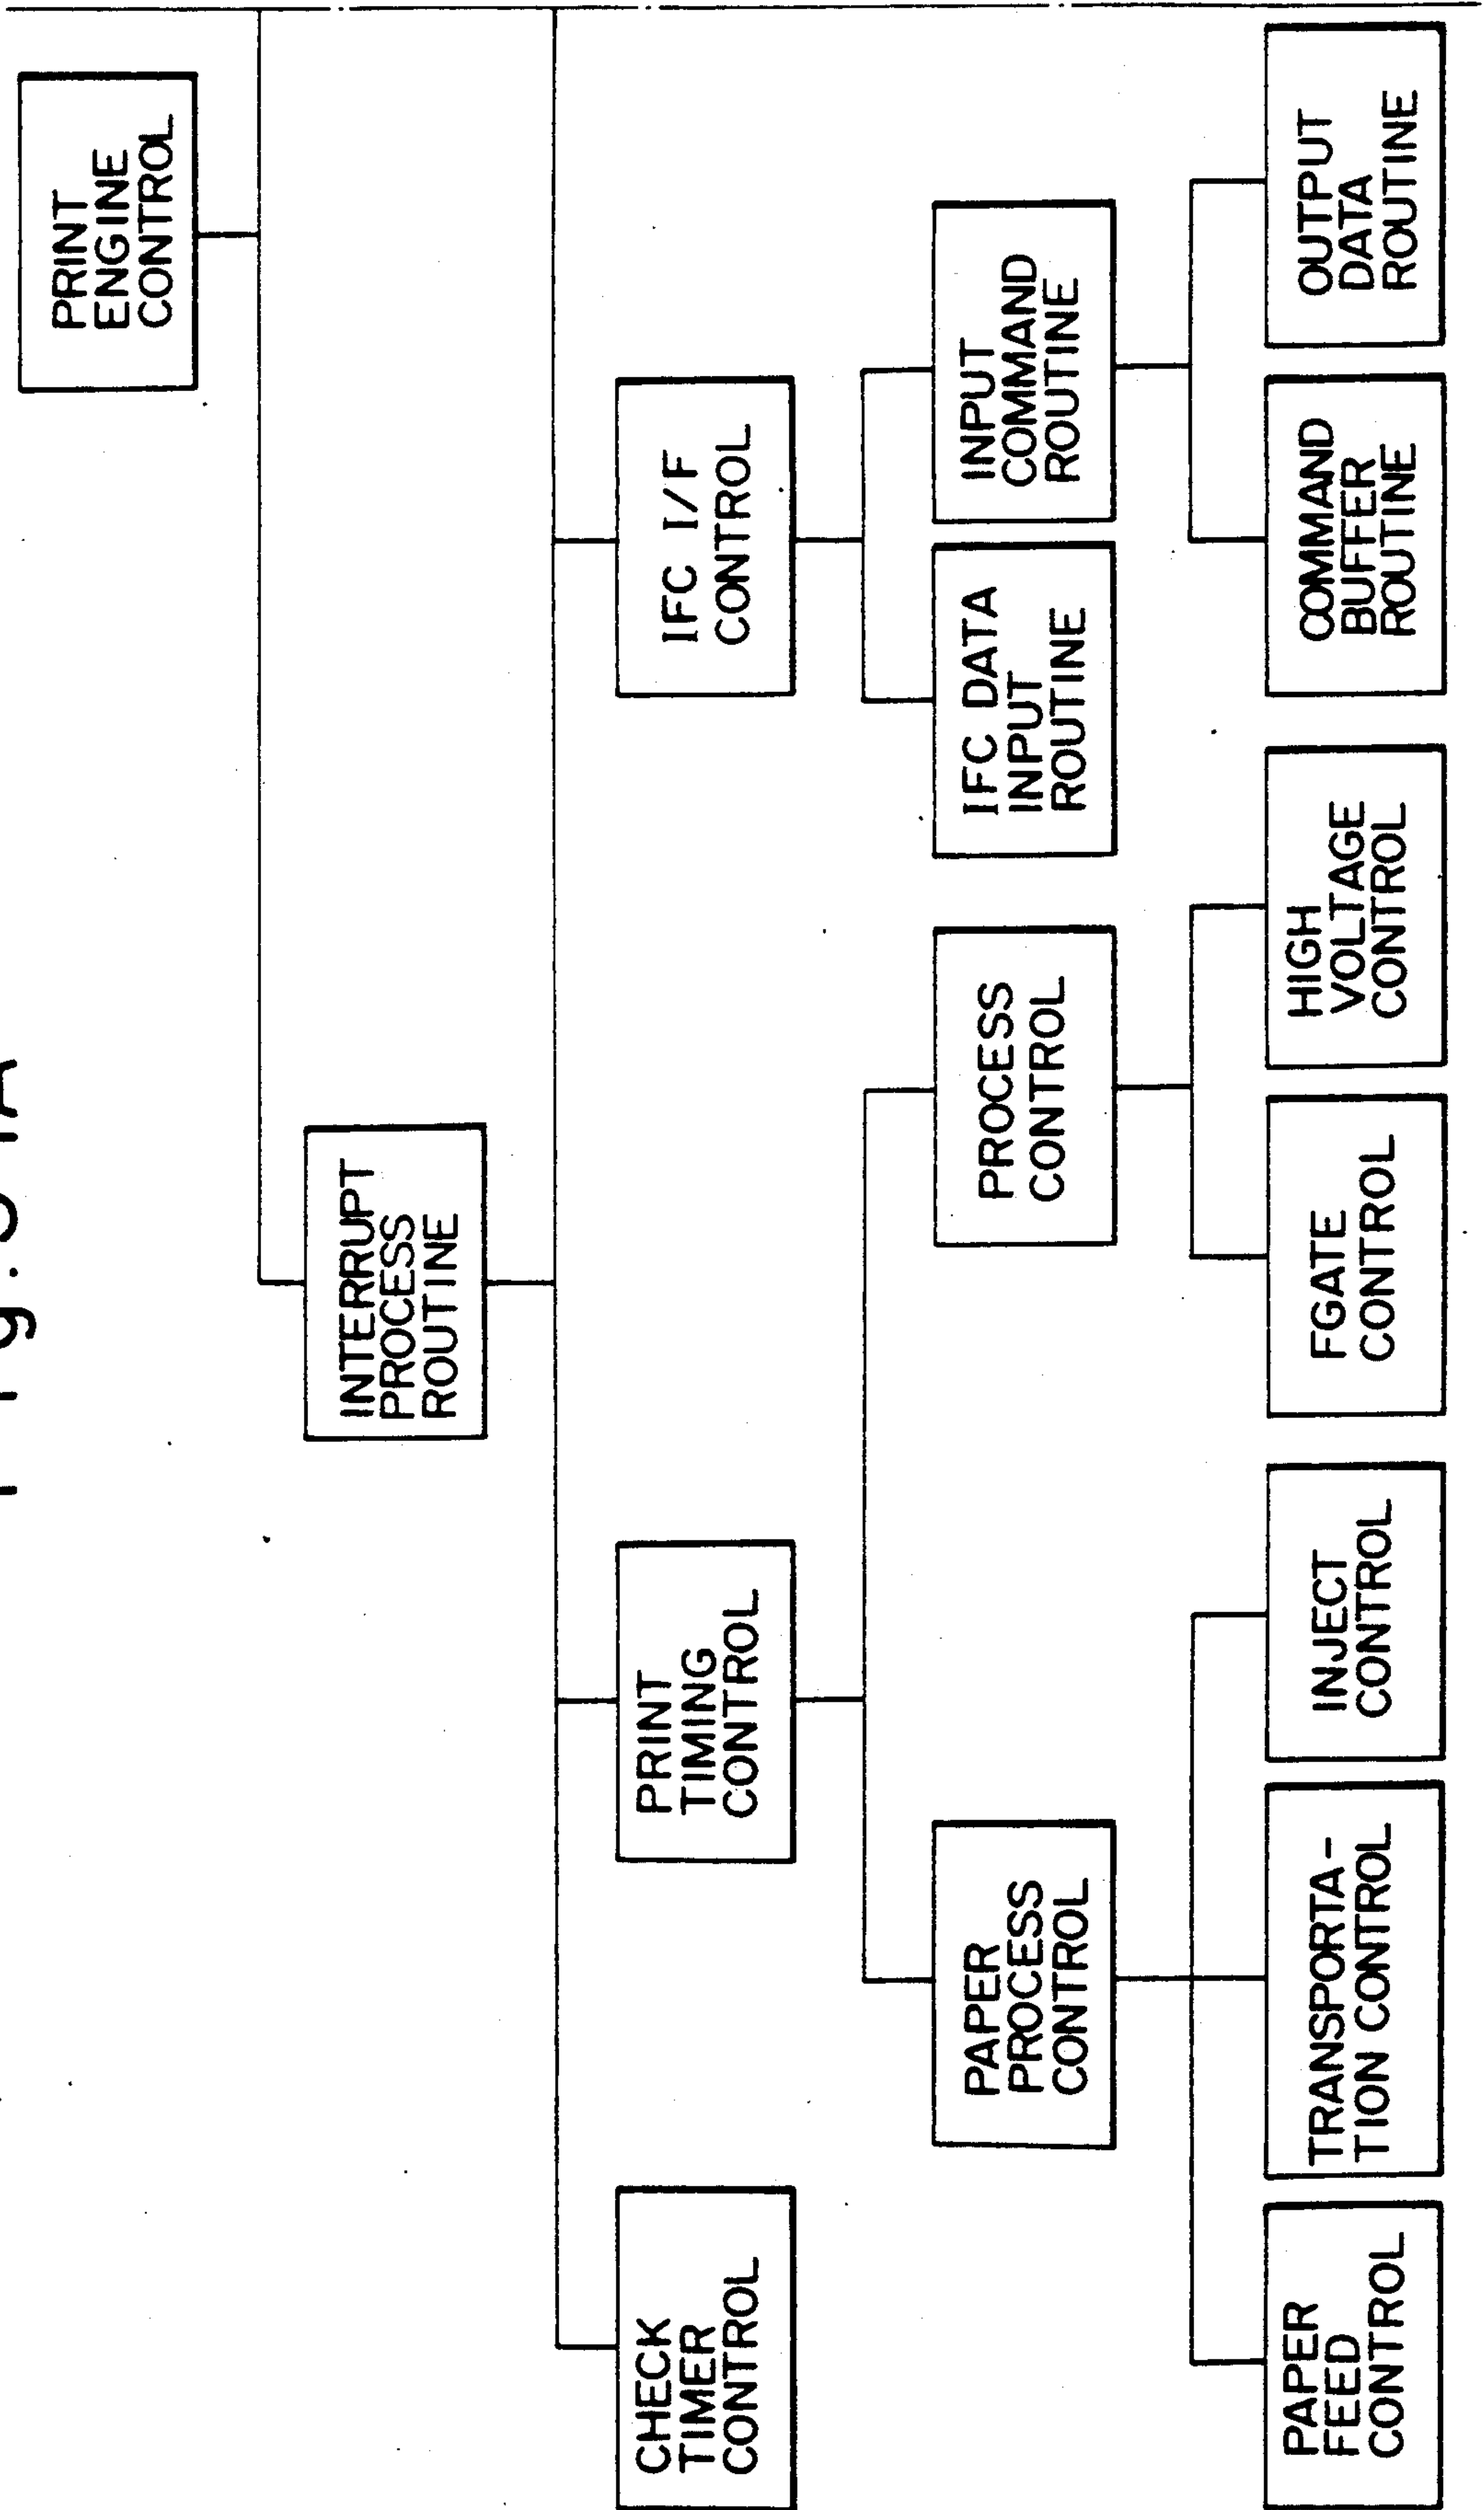 PRINT
ENGINE
CONTROL
INTERRUPT
PROCESS
ROUTINE
CHECK
TIMER
CONTROL
PRINT
TIMING
CONTROL
IFC I/F
CONTROL
PAPER
PROCESS
CONTROL
PROCESS
CONTROL
IFC DATA
INPUT
ROUTINE
INPUT
COMMAND
ROUTINE
PAPER
FEED
CONTROL
TRANSPORTA-
TION CONTROL
INJECT
CONTROL
FGATE
CONTROL
HIGH
VOLTAGE
CONTROL
COMMAND
BUFFER
ROUTINE
OUTPUT
DATA
ROUTINE